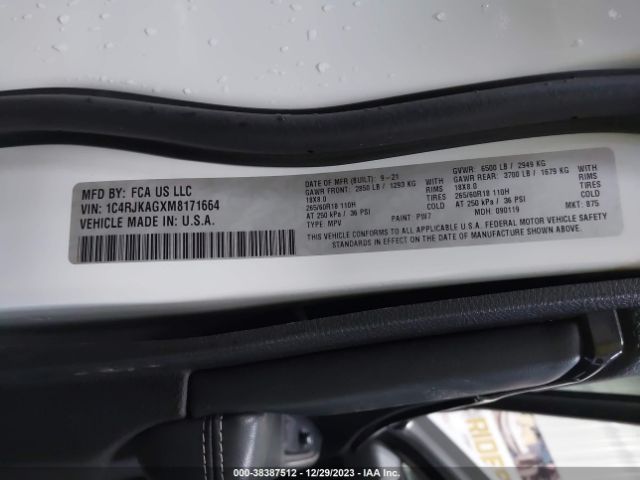 MFD BY: FCA US LLC
VIN: 1C4RJKAGXM8171664
VEHICLE MADE IN: U.S.A.
DATE OF MFR (BUILT): 9-21
GAWR FRONT: 2850 LB / 1293 KG WITH
18X8.0 RIMS
265/60R18 110H TIRES
AT 250 kPa / 36 PSI COLD
TYPE: MPV PAINT: PW7
GVWR: 6500 LB / 2949 KG
GAWR REAR: 3700 LB / 1679 KG WITH
18X8.0 RIMS
265/60R18 110H TIRES
AT 250 kPa / 36 PSI COLD
MDH: 090119 MKT: 875
THIS VEHICLE CONFORMS TO ALL APPLICABLE U.S.A. FEDERAL MOTOR VEHICLE SAFETY
STANDARDS IN EFFECT ON THE DATE OF MANUFACTURE SHOWN ABOVE
RIDE
000-38387512 - 12/29/2023 - IAA Inc.